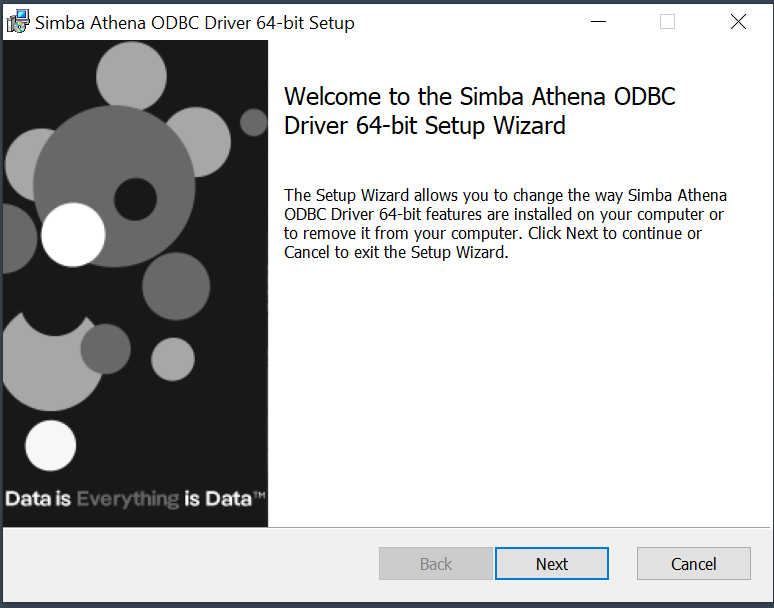 Simba Athena ODBC Driver 64-bit Setup
Welcome to the Simba Athena ODBC
Driver 64-bit Setup Wizard
The Setup Wizard allows you to change the way Simba Athena
ODBC Driver 64-bit features are installed on your computer or
to remove it from your computer. Click Next to continue or
Cancel to exit the Setup Wizard.
Data is Everything is Data™
Back Next Cancel